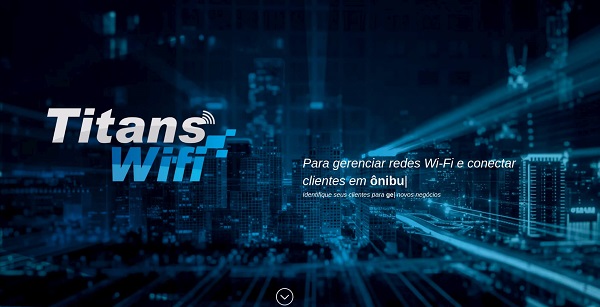 Titans
Wifi
Para gerenciar redes Wi-Fi e conectar
clientes em ônibu|
Identifique seus clientes para ge| novos negócios